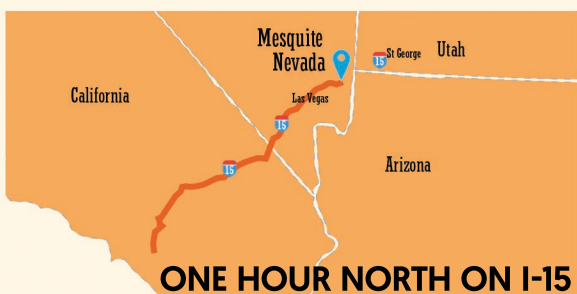 Mesquite
Nevada
15
St George
Utah
California
Las Vegas
15
Arizona
15
ONE HOUR NORTH ON I-15